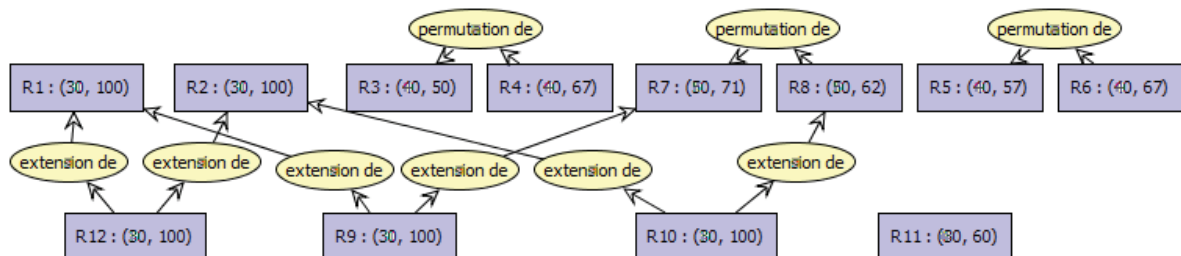 permutation de
permutation de
permutation de
R1 : (30, 100)
R2 : (30, 100)
R3 : (40, 50)
R4 : (40, 67)
R7 : (50, 71)
R8 : (50, 62)
R5 : (40, 57)
R6 : (40, 67)
extension de
extension de
extension de
extension de
extension de
extension de
R12 : (30, 100)
R9 : (30, 100)
R10 : (30, 100)
R11 : (80, 60)